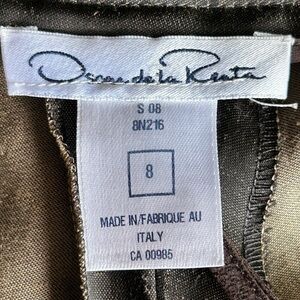 Oscar de la Renta
S 08
8N216
8
MADE IN/FABRIQUE AU
ITALY
CA 00985